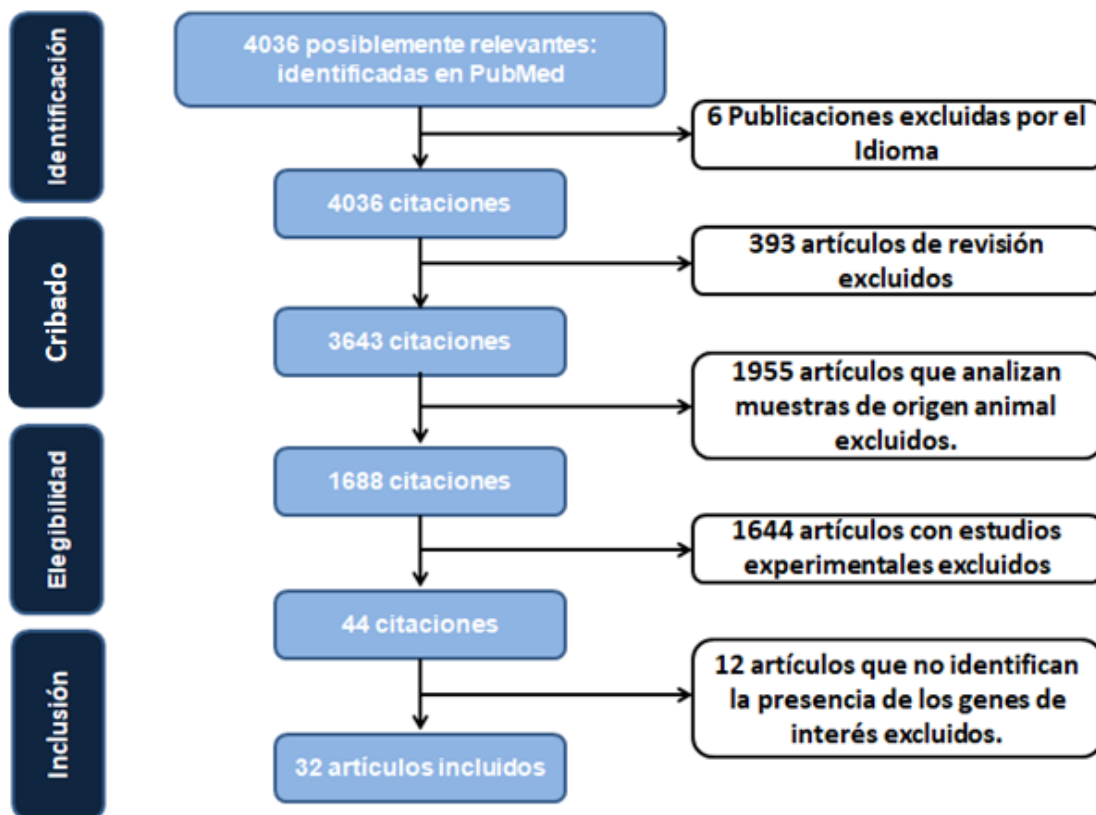 Identificación
4036 posiblemente relevantes:
identificadas en PubMed
6 Publicaciones excluidas por el
Idioma
4036 citaciones
Cribado
393 artículos de revisión
excluidos
3643 citaciones
1955 artículos que analizan
muestras de origen animal
excluidos.
Elegibilidad
1688 citaciones
1644 artículos con estudios
experimentales excluidos
44 citaciones
Inclusión
12 artículos que no identifican
la presencia de los genes de
interés excluidos.
32 artículos incluidos